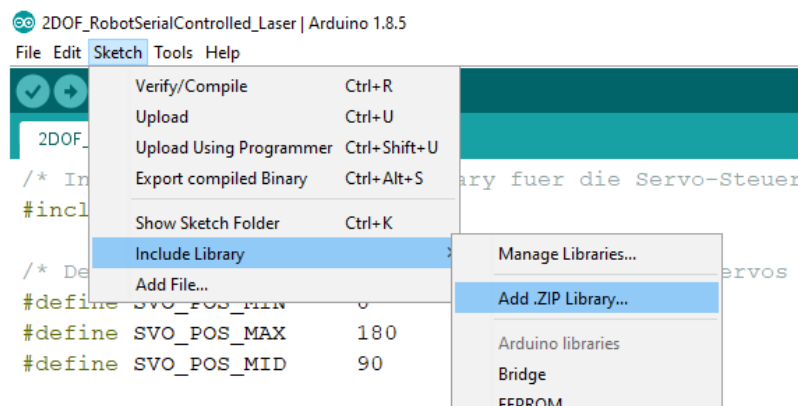 2DOF_RobotSerialControlled_Laser | Arduino 1.8.5
File Edit Sketch Tools Help
Verify/Compile Ctrl+R
Upload Ctrl+U
2DOF_
Upload Using Programmer Ctrl+Shift+U
/* In
Export compiled Binary Ctrl+Alt+S
ary fuer die Servo-Steuer
#incl
Show Sketch Folder Ctrl+K
Include Library
Manage Libraries...
/* De
ervos
Add File...
Add .ZIP Library...
#define SVO_POS_MIN 0
#define SVO_POS_MAX 180
Arduino libraries
#define SVO_POS_MID 90
Bridge
EEPROM